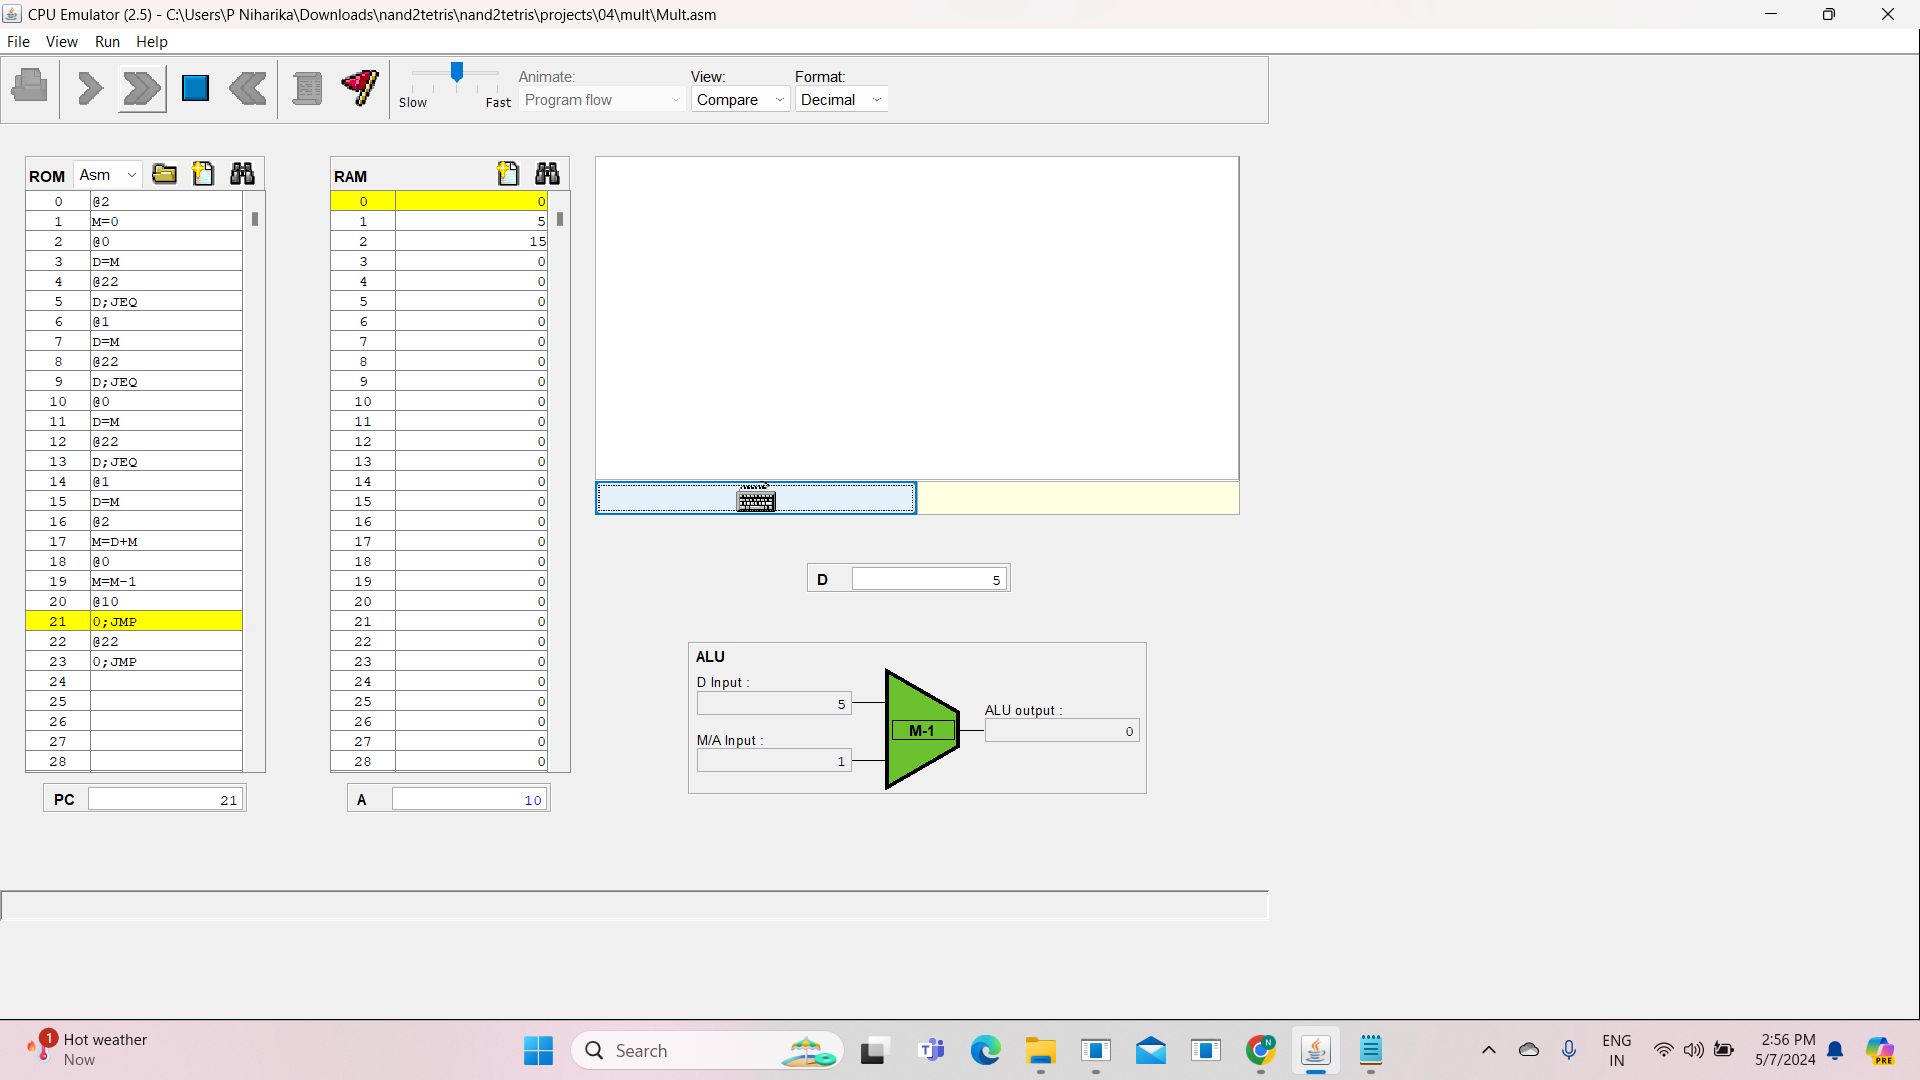 CPU Emulator (2.5) - C:\Users\P Niharika\Downloads\nand2tetris\nand2tetris\projects\04\mult\Mult.asm
File View Run Help
Slow Fast
Animate:
Program flow
View:
Compare
Format:
Decimal
ROM Asm
0 @2
1 M=0
2 @0
3 D=M
4 @22
5 D;JEQ
6 @1
7 D=M
8 @22
9 D;JEQ
10 @0
11 D=M
12 @22
13 D;JEQ
14 @1
15 D=M
16 @2
17 M=D+M
18 @0
19 M=M-1
20 @10
21 0;JMP
22 @22
23 0;JMP
24
25
26
27
28
PC 21
RAM
0 0
1 5
2 15
3 0
4 0
5 0
6 0
7 0
8 0
9 0
10 0
11 0
12 0
13 0
14 0
15 0
16 0
17 0
18 0
19 0
20 0
21 0
22 0
23 0
24 0
25 0
26 0
27 0
28 0
A 10
D 5
ALU
D Input :
5
M/A Input :
1
M-1
ALU output :
0
1
Hot weather
Now
Search
N
ENG
IN
2:56 PM
5/7/2024
PRE